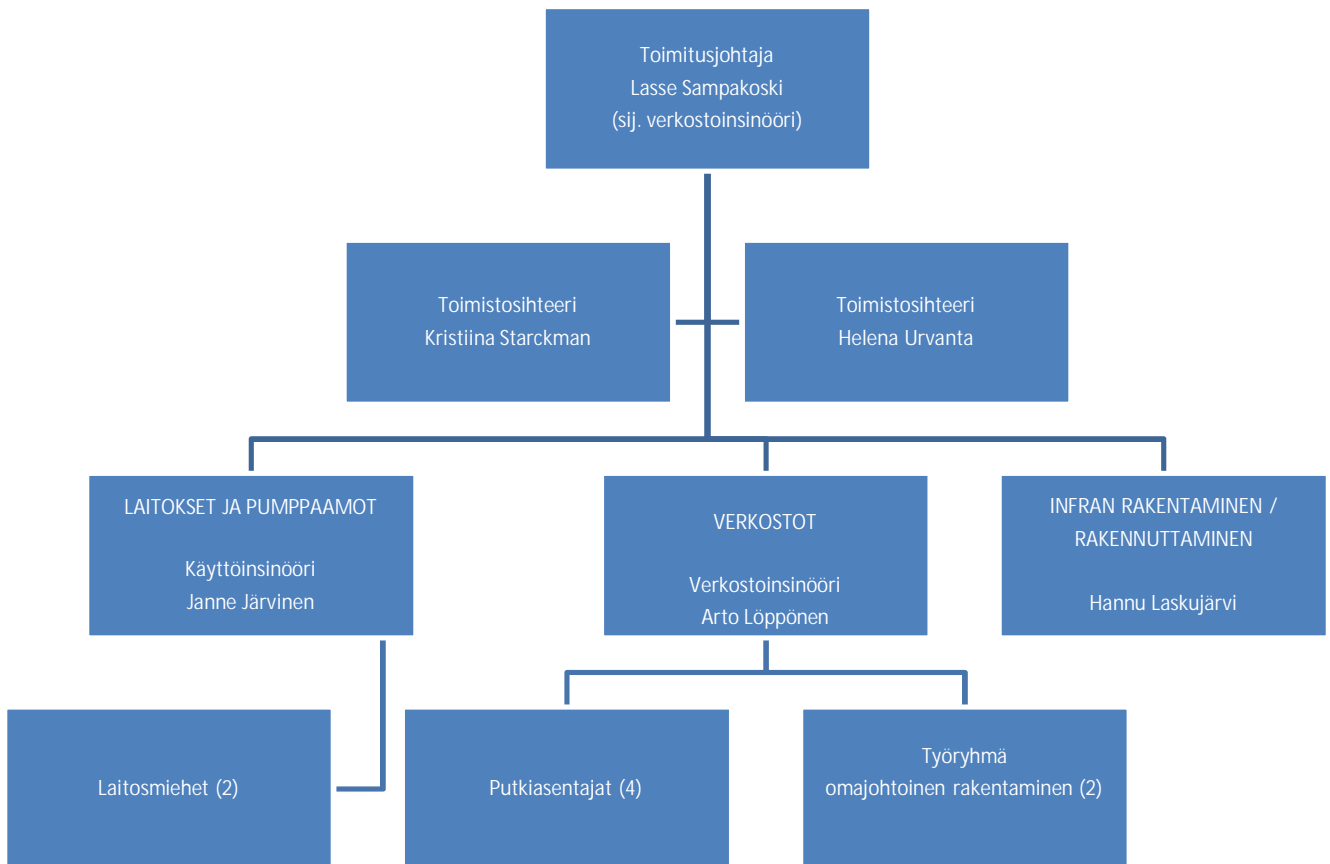 Toimitusjohtaja
Lasse Sampakoski
(sij. verkostoinsinööri)
Toimistosihteeri
Kristiina Starckman
Toimistosihteeri
Helena Urvanta
LAITOKSET JA PUMPPAAMOT
Käyttöinsinööri
Janne Järvinen
VERKOSTOT
Verkostoinsinööri
Arto Löppönen
INFRAN RAKENTAMINEN /
RAKENNUTTAMINEN
Hannu Laskujärvi
Laitosmiehet (2)
Putkiasentajat (4)
Työryhmä
omajohtoinen rakentaminen (2)